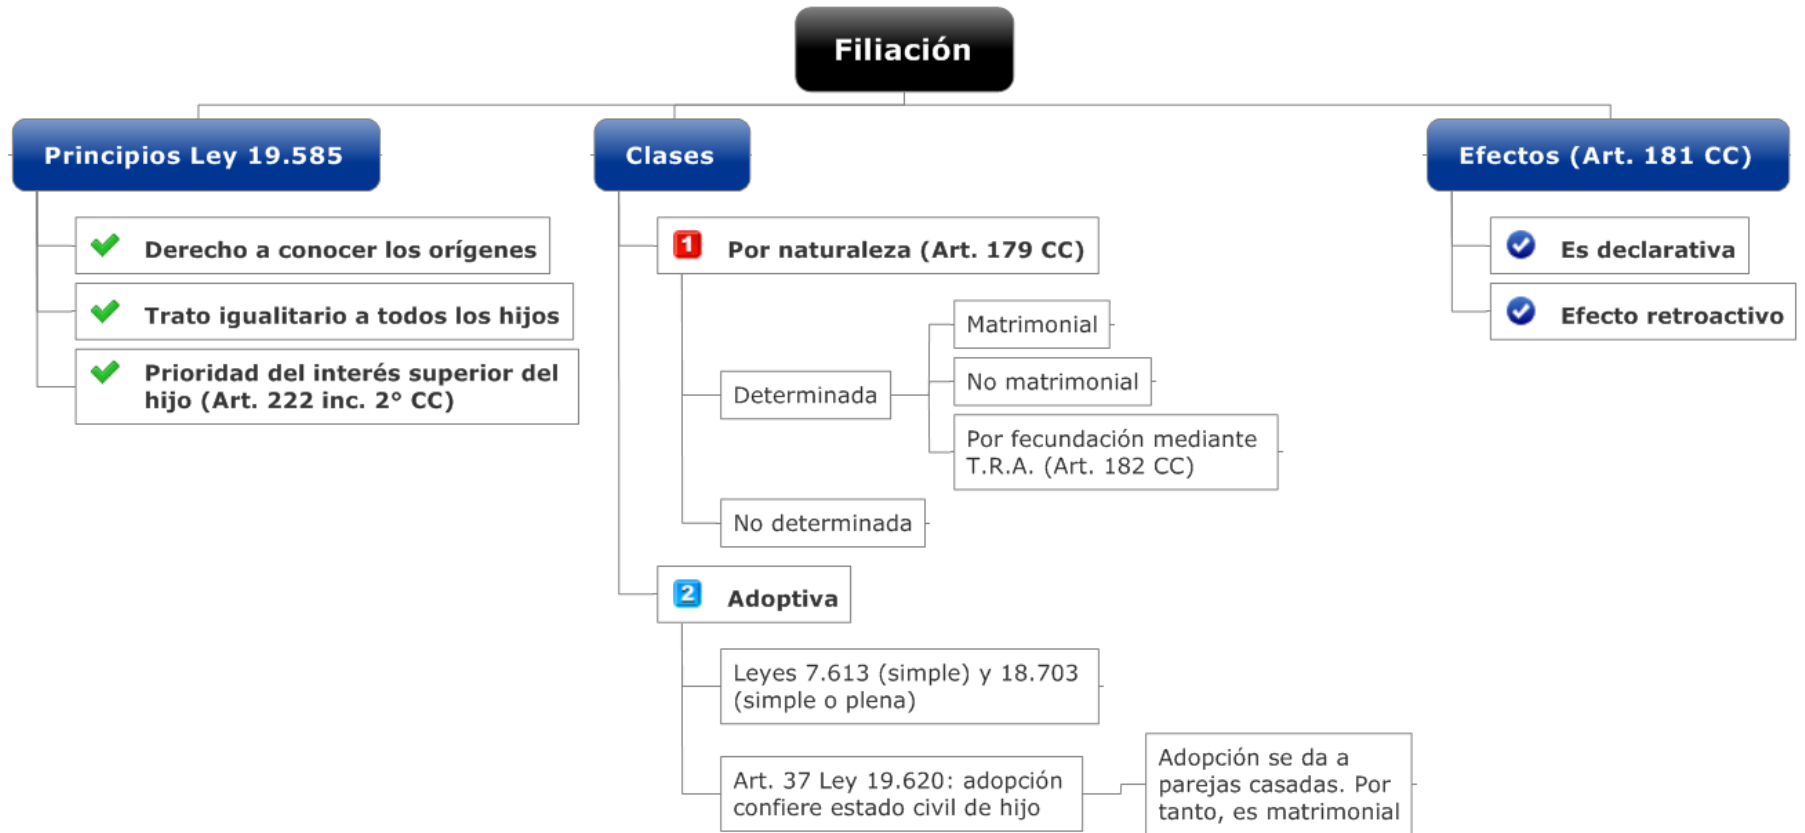 Filiación
Principios Ley 19.585
Derecho a conocer los orígenes
Trato igualitario a todos los hijos
Prioridad del interés superior del
hijo (Art. 222 inc. 2° CC)
Clases
1 Por naturaleza (Art. 179 CC)
Determinada
Matrimonial
No matrimonial
Por fecundación mediante
T.R.A. (Art. 182 CC)
No determinada
2 Adoptiva
Leyes 7.613 (simple) y 18.703
(simple o plena)
Art. 37 Ley 19.620: adopción
confiere estado civil de hijo
Adopción se da a
parejas casadas. Por
tanto, es matrimonial
Efectos (Art. 181 CC)
Es declarativa
Efecto retroactivo